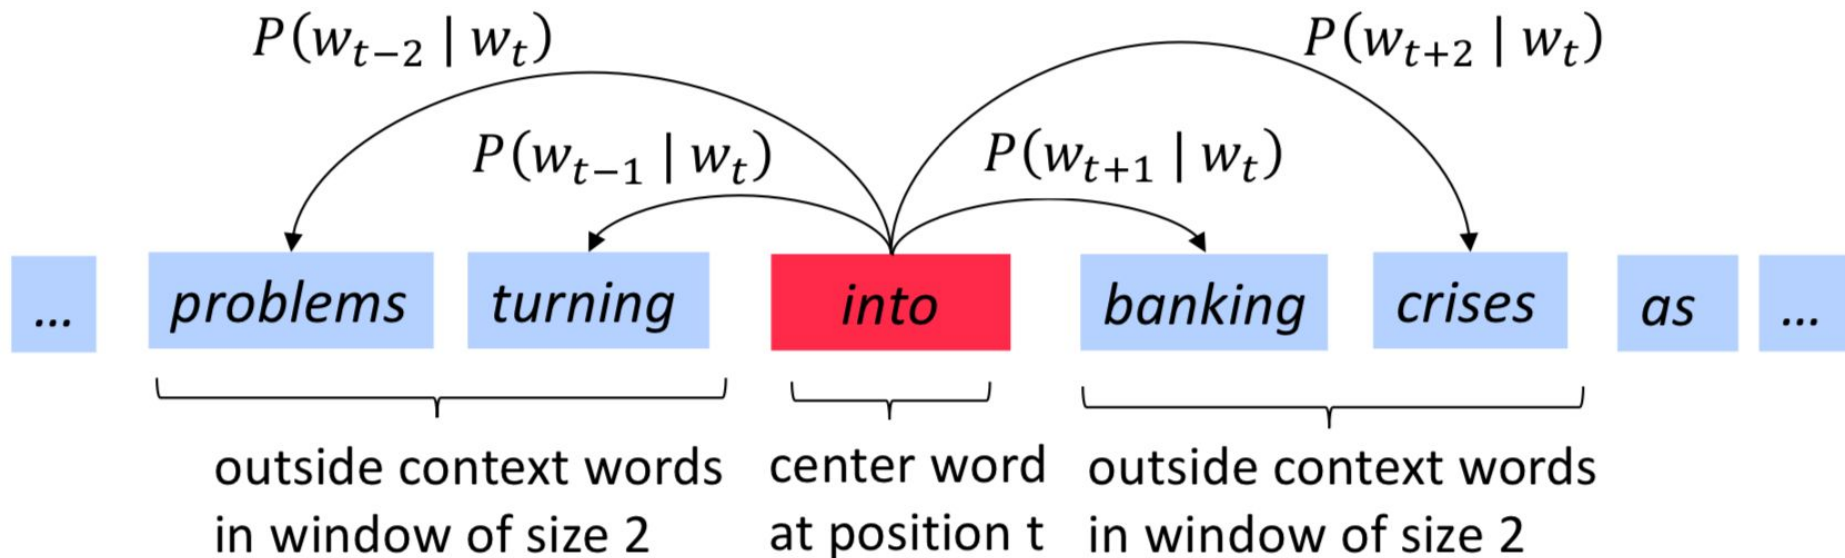 P(w_{t−2} | w_t)
P(w_{t+2} | w_t)
P(w_{t−1} | w_t)
P(w_{t+1} | w_t)
... problems turning into banking crises as ...
outside context words
in window of size 2
center word
at position t
outside context words
in window of size 2